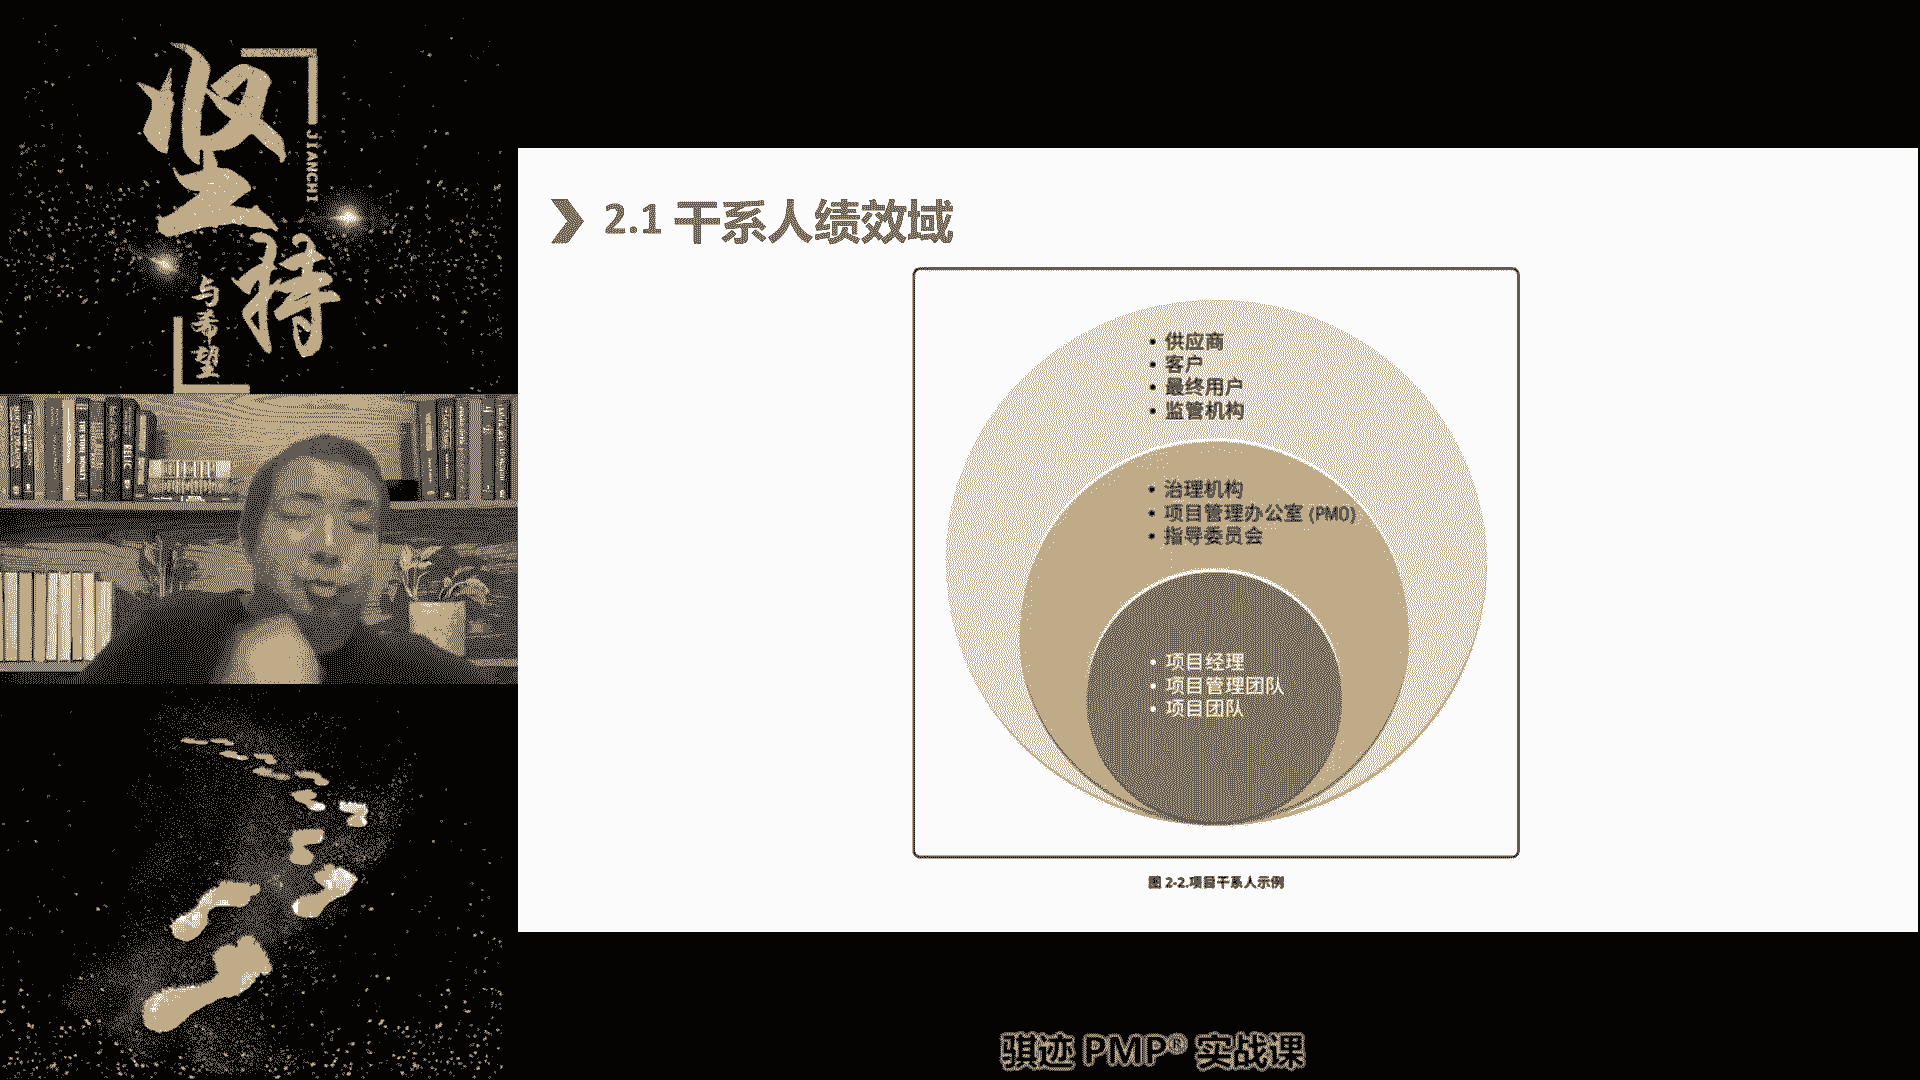 坚持
JIANCHI
与希望
2.1 干系人绩效域
• 供应商
• 客户
• 最终用户
• 监管机构
• 治理机构
• 项目管理办公室 (PMO)
• 指导委员会
• 项目经理
• 项目管理团队
• 项目团队
图 2-2.项目干系人示例
骐迹 PMP® 实战课